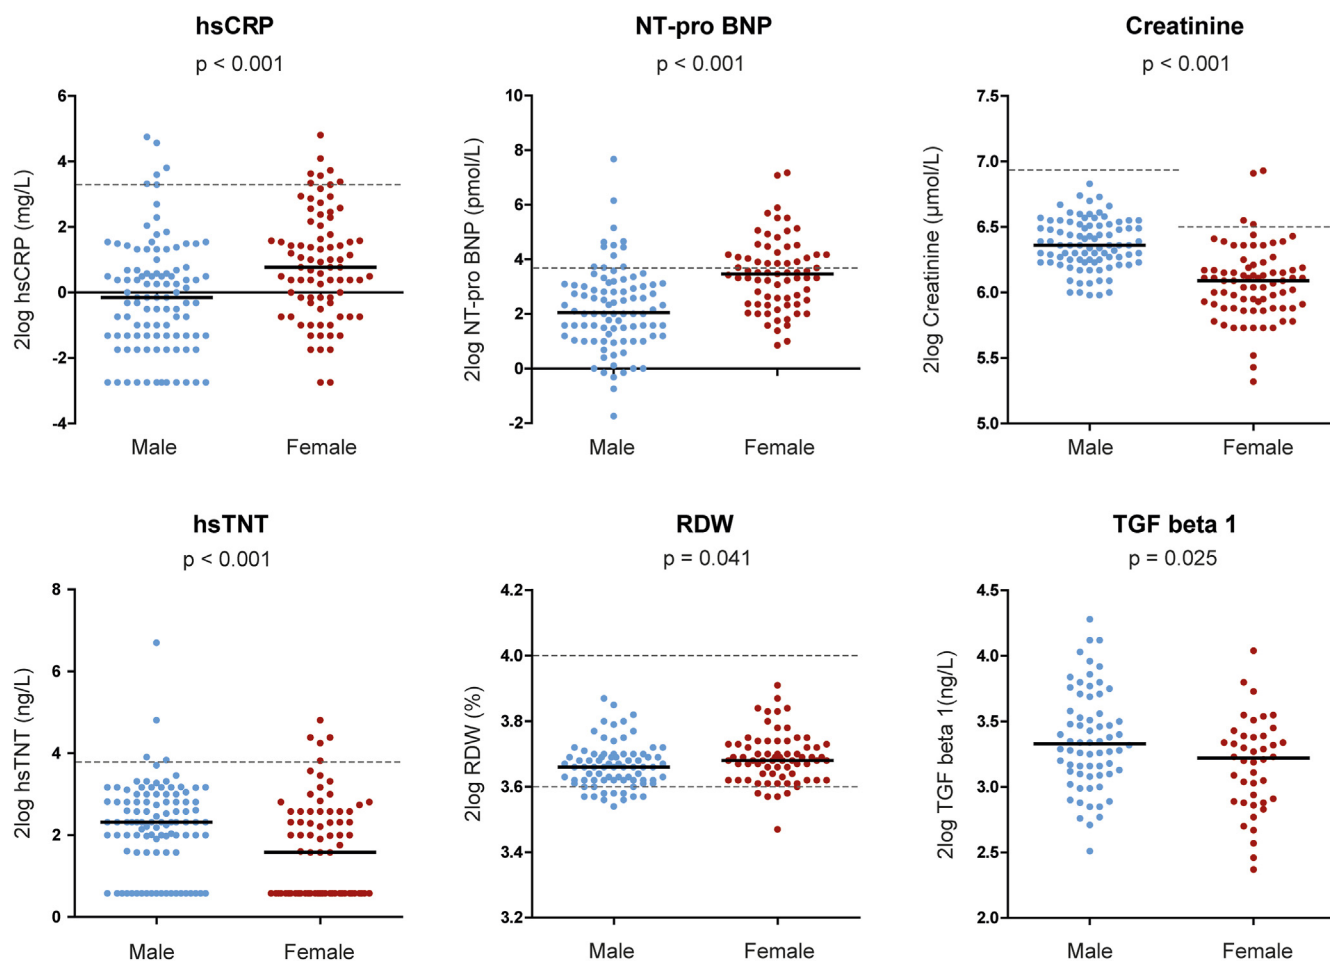 hsCRP
p < 0.001
2log hsCRP (mg/L)
6
4
2
0
-2
-4
Male
Female
NT-pro BNP
p < 0.001
2log NT-pro BNP (pmol/L)
10
8
6
4
2
0
-2
Male
Female
Creatinine
p < 0.001
2log Creatinine (µmol/L)
7.5
7.0
6.5
6.0
5.5
5.0
Male
Female
hsTNT
p < 0.001
2log hsTNT (ng/L)
8
6
4
2
0
Male
Female
RDW
p = 0.041
2log RDW (%)
4.2
4.0
3.8
3.6
3.4
3.2
Male
Female
TGF beta 1
p = 0.025
2log TGF beta 1(ng/L)
4.5
4.0
3.5
3.0
2.5
2.0
Male
Female